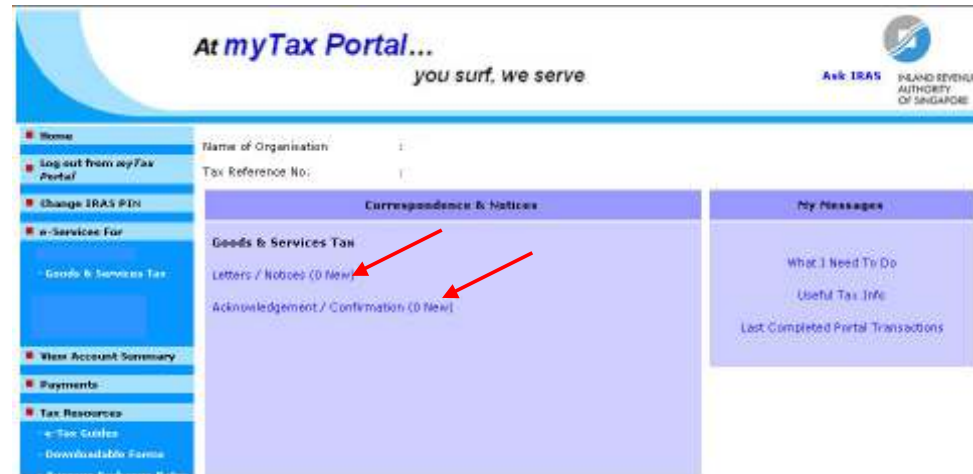 At myTax Portal...
you surf, we serve
Ask IRAS
INLAND REVENUE
AUTHORITY
OF SINGAPORE
Home
Log out from myTax
Portal
Change IRAS PIN
e-Services For
- Goods & Services Tax
View Account Summary
Payments
Tax Resources
- e-Tax Guides
- Downloadable Forms
Name of Organisation :
Tax Reference No: :
Correspondence & Notices
Goods & Services Tax
Letters / Notices (0 New)
Acknowledgement / Confirmation (0 New)
My Messages
What I Need To Do
Useful Tax Info
Last Completed Portal Transactions